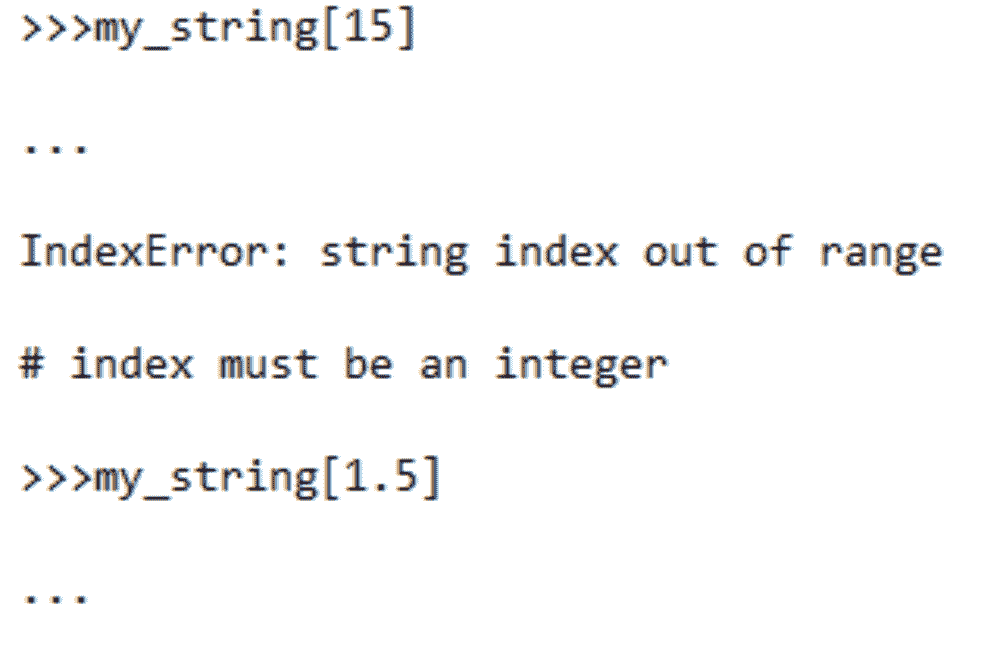 >>>my_string[15]
...
IndexError: string index out of range
# index must be an integer
>>>my_string[1.5]
...